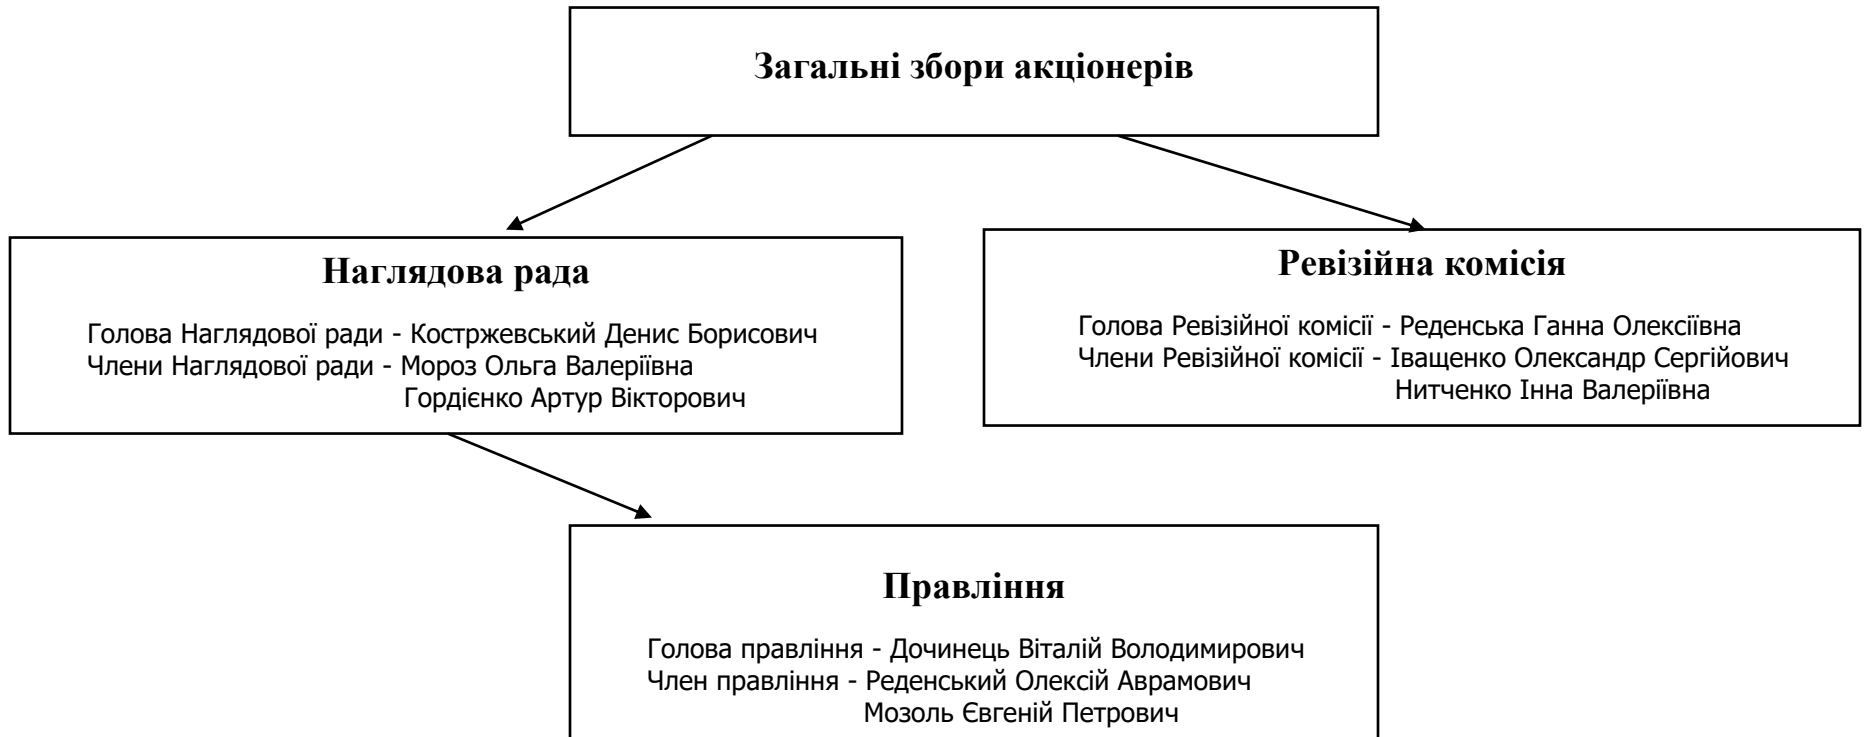 Загальні збори акціонерів
Наглядова рада
Голова Наглядової ради - Костржевський Денис Борисович
Члени Наглядової ради - Мороз Ольга Валеріївна
Гордієнко Артур Вікторович
Ревізійна комісія
Голова Ревізійної комісії - Реденська Ганна Олексіївна
Члени Ревізійної комісії - Іващенко Олександр Сергійович
Нитченко Інна Валеріївна
Правління
Голова правління - Дочинець Віталій Володимирович
Член правління - Реденський Олексій Аврамович
Мозоль Євгеній Петрович